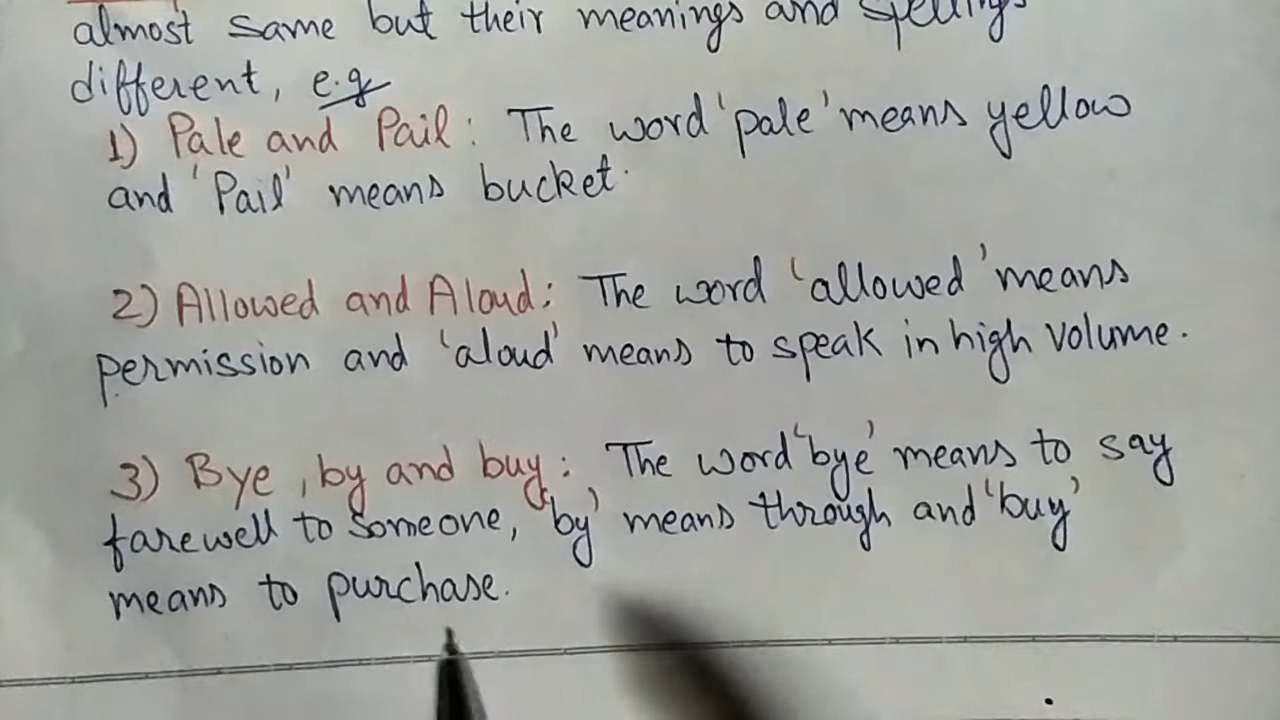 almost same but their meanings and spellings
different, e.g
1) Pale and Pail: The word 'pale' means yellow
and 'Pail' means bucket.
2) Allowed and Aloud: The word 'allowed' means
permission and 'aloud' means to speak in high volume.
3) Bye, by and buy: The word 'bye' means to say
farewell to someone, 'by' means through and 'buy'
means to purchase.